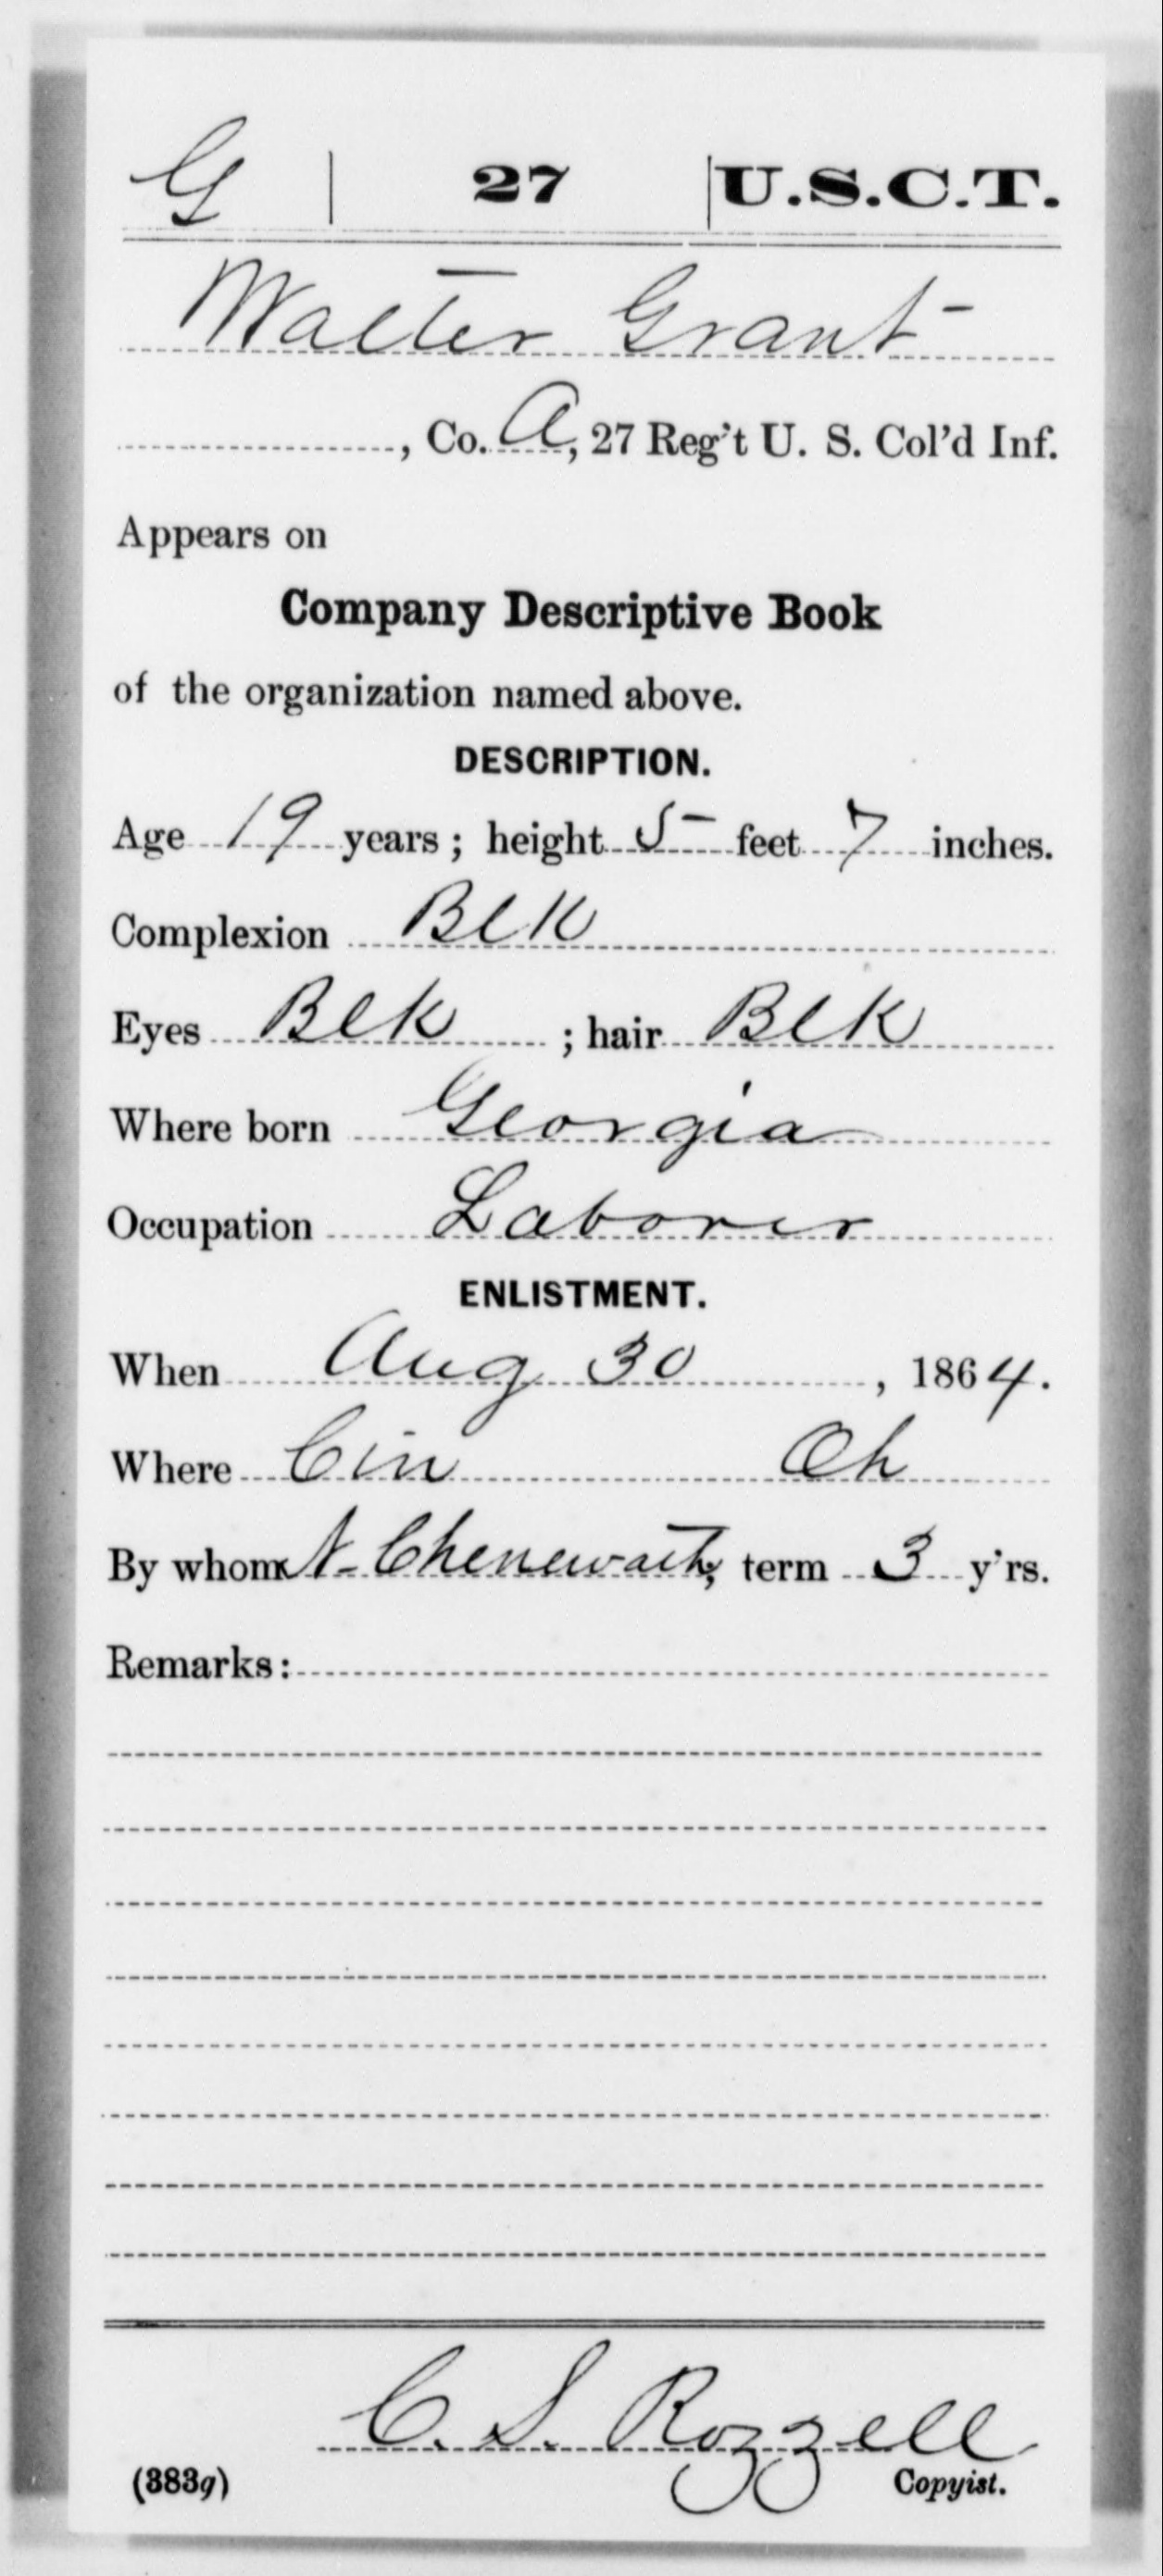 G | 27 | U.S.C.T.
Walter Grant
, Co. A, 27 Reg't U. S. Col'd Inf.
Appears on
Company Descriptive Book
of the organization named above.
DESCRIPTION.
Age 19 years; height 5 feet 7 inches.
Complexion Blk
Eyes Blk; hair Blk
Where born Georgia
Occupation Laborer
ENLISTMENT.
When Aug 30, 1864.
Where Cin Oh
By whom N. Chenewaith; term 3 y'rs.
Remarks:
C. S. Rozzell
(383g) Copyist.